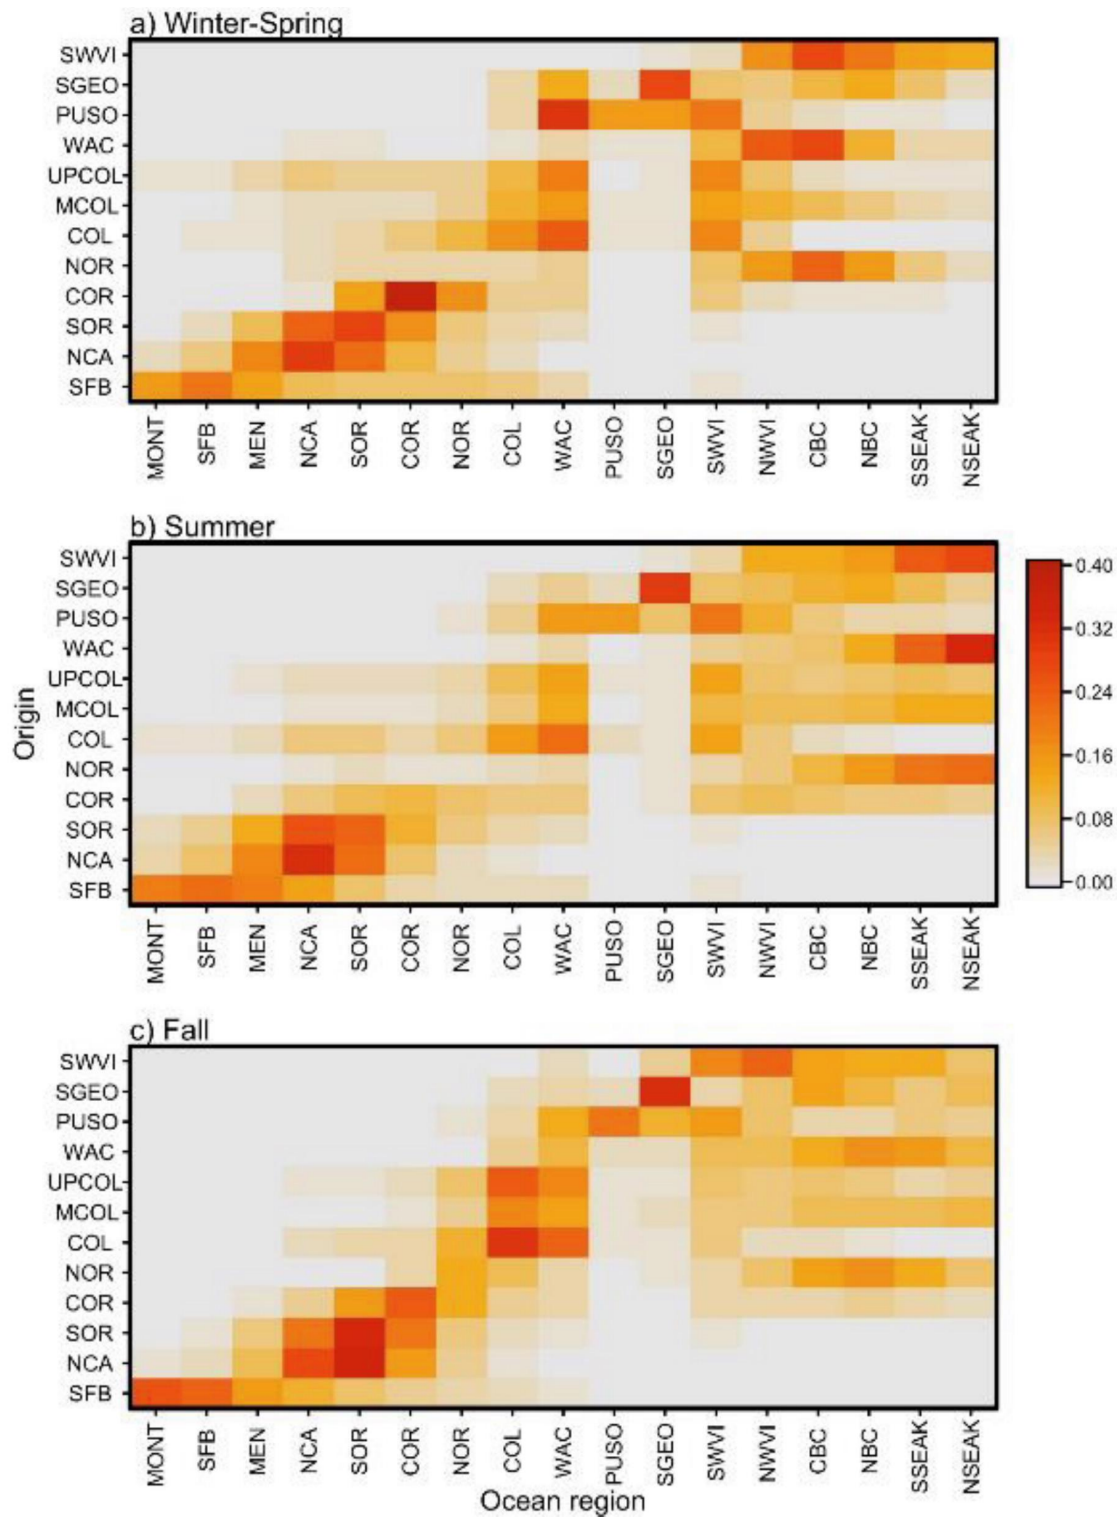 a) Winter-Spring
SWVI
SGEO
PUSO
WAC
UPCOL
MCOL
COL
NOR
COR
SOR
NCA
SFB
MONT SFB MEN NCA SOR COR NOR COL WAC PUSO SGEO SWVI NWVI CBC NBC SSEAK NSEAK
b) Summer
SWVI
SGEO
PUSO
WAC
UPCOL
MCOL
COL
NOR
COR
SOR
NCA
SFB
Origin
MONT SFB MEN NCA SOR COR NOR COL WAC PUSO SGEO SWVI NWVI CBC NBC SSEAK NSEAK
0.40
0.32
0.24
0.16
0.08
0.00
c) Fall
SWVI
SGEO
PUSO
WAC
UPCOL
MCOL
COL
NOR
COR
SOR
NCA
SFB
MONT SFB MEN NCA SOR COR NOR COL WAC PUSO SGEO SWVI NWVI CBC NBC SSEAK NSEAK
Ocean region